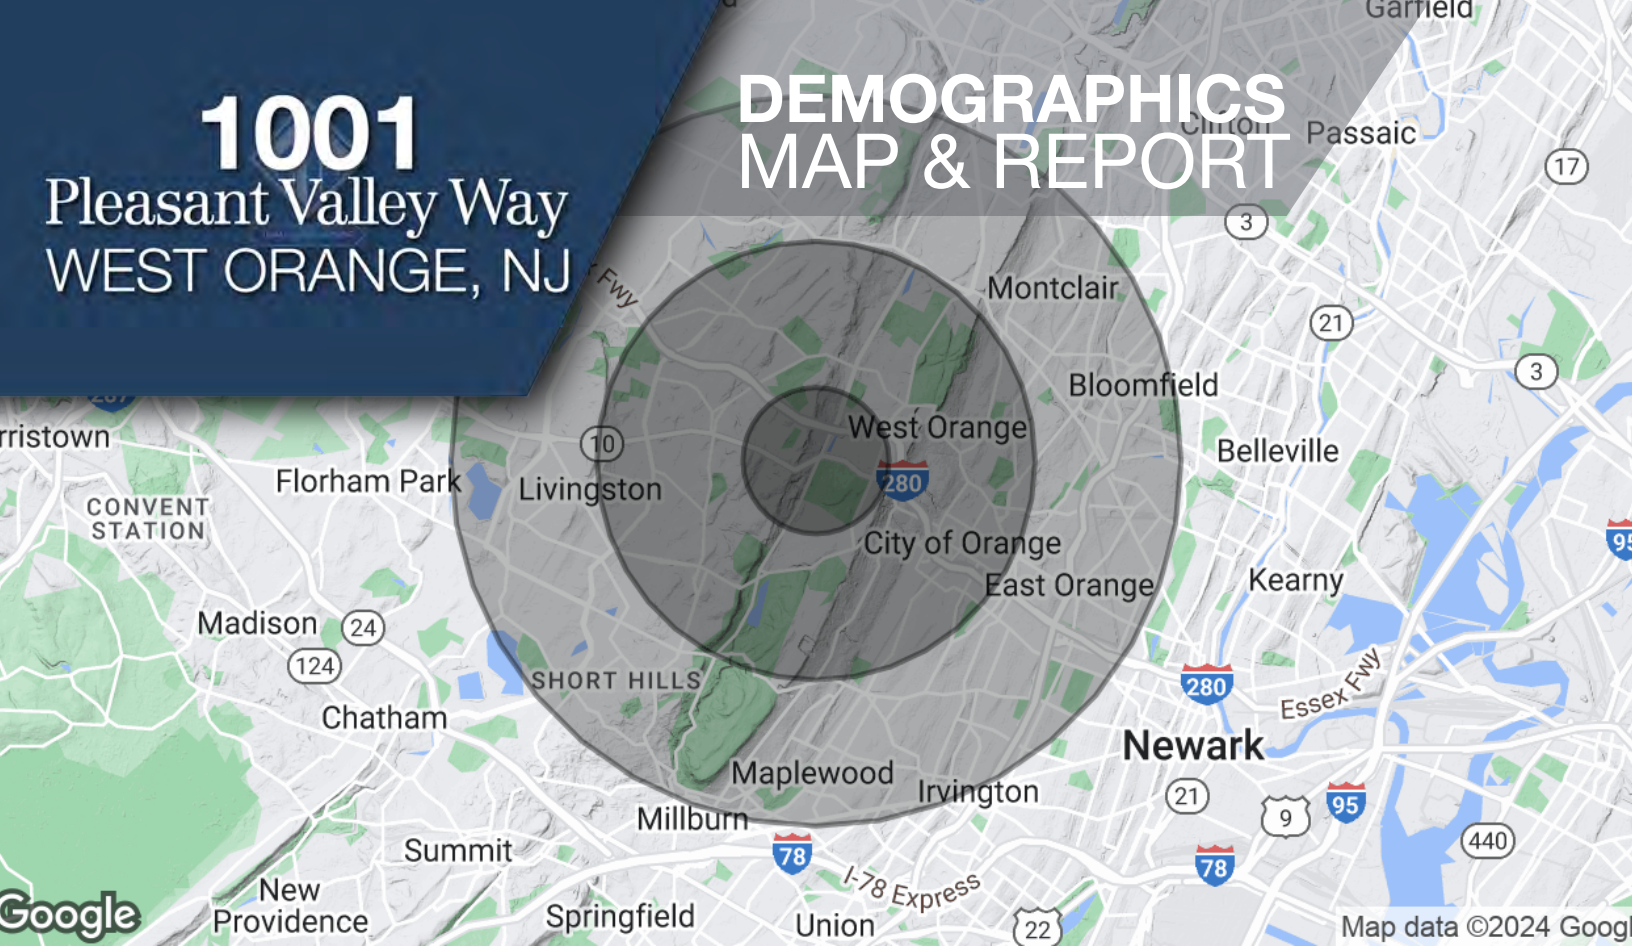 1001
Pleasant Valley Way
WEST ORANGE, NJ
DEMOGRAPHICS
MAP & REPORT
Garfield
Clifton
Passaic
17
3
Fwy
Montclair
21
3
Bloomfield
287
rristown
10
West Orange
Belleville
Florham Park
Livingston
280
CONVENT
STATION
City of Orange
95
East Orange
Kearny
Madison
24
124
SHORT HILLS
280
Essex Fwy
Chatham
Newark
Maplewood
Irvington
21
95
9
Millburn
440
Summit
78
78
I-78 Express
New
Providence
Springfield
Union
22
Google
Map data ©2024 Googl